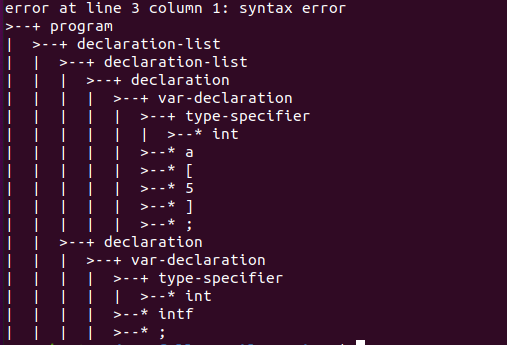 error at line 3 column 1: syntax error
>--+ program
|  >--+ declaration-list
|  |  >--+ declaration-list
|  |  |  >--+ declaration
|  |  |  |  >--+ var-declaration
|  |  |  |  |  >--+ type-specifier
|  |  |  |  |  |  >--* int
|  |  |  |  |  >--* a
|  |  |  |  |  >--* [
|  |  |  |  |  >--* 5
|  |  |  |  |  >--* ]
|  |  |  |  |  >--* ;
|  |  >--+ declaration
|  |  |  >--+ var-declaration
|  |  |  |  >--+ type-specifier
|  |  |  |  |  >--* int
|  |  |  |  >--* intf
|  |  |  |  >--* ;